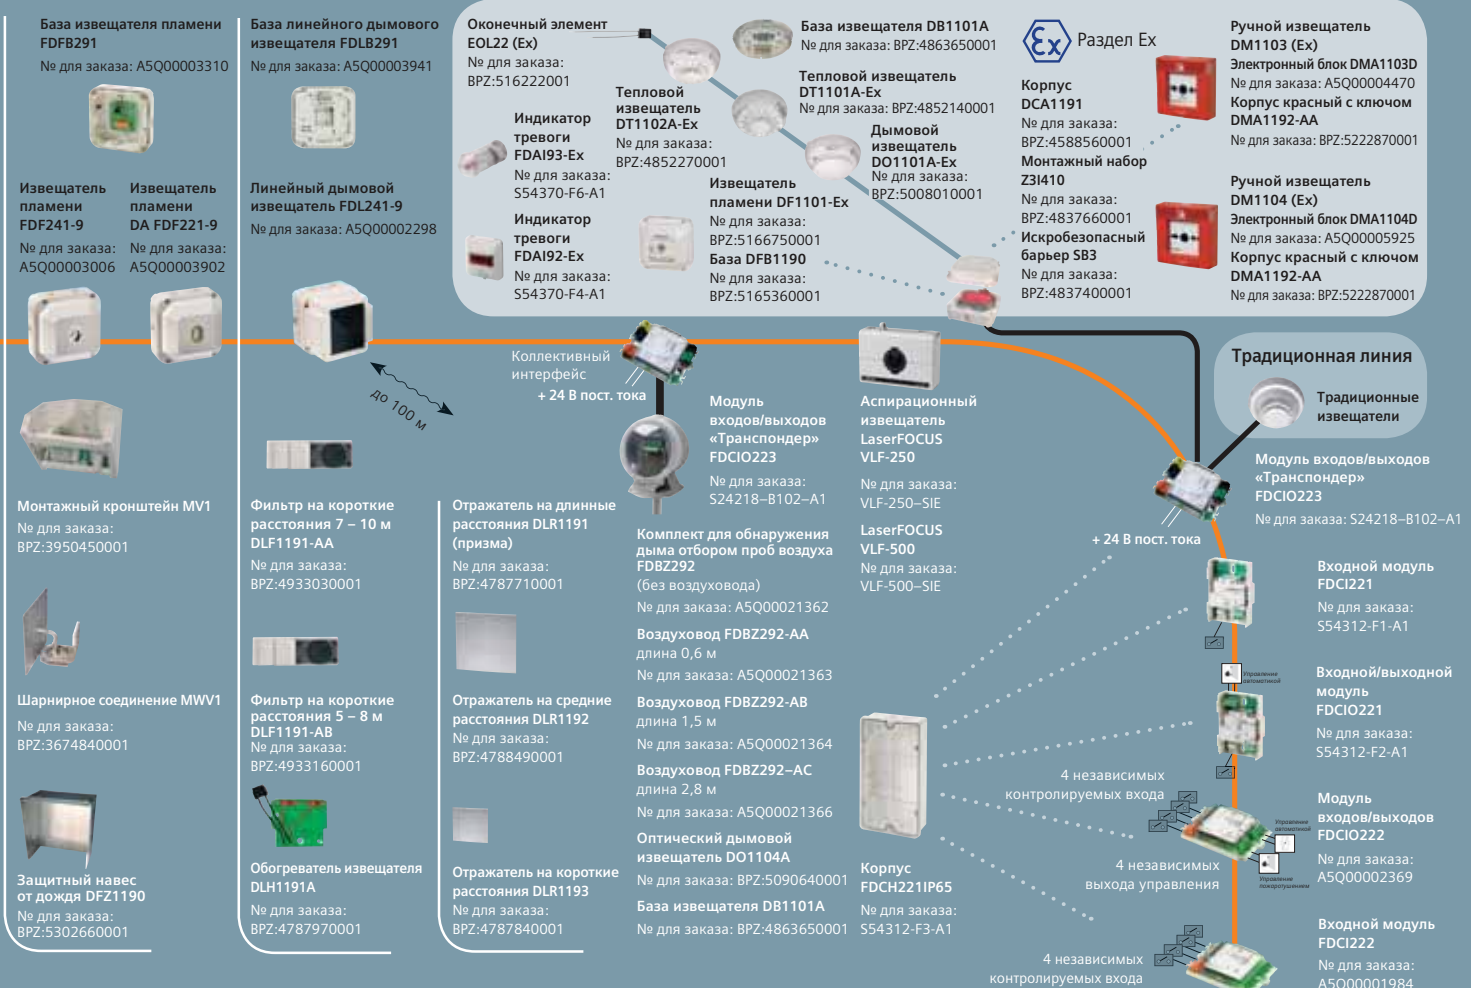 База извещателя пламени
FDFB291
№ для заказа: A5Q00003310
Извещатель
пламени
FDF241-9
№ для заказа:
A5Q00003006
Извещатель
пламени
DA FDF221-9
№ для заказа:
A5Q00003902
Монтажный кронштейн MV1
№ для заказа:
BPZ:3950450001
Шарнирное соединение MWV1
№ для заказа:
BPZ:3674840001
Защитный навес
от дождя DFZ1190
№ для заказа:
BPZ:5302660001
База линейного дымового
извещателя FDLB291
№ для заказа: A5Q00003941
Линейный дымовой
извещатель FDL241-9
№ для заказа: A5Q00002298
до 100 м
Фильтр на короткие
расстояния 7 – 10 м
DLF1191-AA
№ для заказа:
BPZ:4933030001
Фильтр на короткие
расстояния 5 – 8 м
DLF1191-AB
№ для заказа:
BPZ:4933160001
Обогреватель извещателя
DLH1191A
№ для заказа:
BPZ:4787970001
Отражатель на длинные
расстояния DLR1191
(призма)
№ для заказа:
BPZ:4787710001
Отражатель на средние
расстояния DLR1192
№ для заказа:
BPZ:4788490001
Отражатель на короткие
расстояния DLR1193
№ для заказа:
BPZ:4787840001
Оконечный элемент
EOL22 (Ex)
№ для заказа:
BPZ:516222001
Индикатор
тревоги
FDAI93-Ex
№ для заказа:
S54370-F6-A1
Индикатор
тревоги
FDAI92-Ex
№ для заказа:
S54370-F4-A1
Тепловой
извещатель
DT1102A-Ex
№ для заказа:
BPZ:4852270001
База извещателя DB1101A
№ для заказа: BPZ:4863650001
Тепловой извещатель
DT1101A-Ex
№ для заказа: BPZ:4852140001
Дымовой
извещатель
DO1101A-Ex
№ для заказа:
BPZ:5008010001
Извещатель
пламени DF1101-Ex
№ для заказа:
BPZ:5166750001
База DFB1190
№ для заказа:
BPZ:5165360001
Ex
Раздел Ex
Корпус
DCA1191
№ для заказа:
BPZ:4588560001
Монтажный набор
Z3I410
№ для заказа:
BPZ:4837660001
Искробезопасный
барьер SB3
№ для заказа:
BPZ:4837400001
Ручной извещатель
DM1103 (Ex)
Электронный блок DMA1103D
№ для заказа: A5Q00004470
Корпус красный с ключом
DMA1192-AA
№ для заказа: BPZ:5222870001
Ручной извещатель
DM1104 (Ex)
Электронный блок DMA1104D
№ для заказа: A5Q00005925
Корпус красный с ключом
DMA1192-AA
№ для заказа: BPZ:5222870001
Коллективный
интерфейс
+ 24 В пост. тока
Модуль
входов/выходов
«Транспондер»
FDCIO223
№ для заказа:
S24218–B102–A1
Комплект для обнаружения
дыма отбором проб воздуха
FDBZ292
(без воздуховода)
№ для заказа: A5Q00021362
Воздуховод FDBZ292-AA
длина 0,6 м
№ для заказа: A5Q00021363
Воздуховод FDBZ292-AB
длина 1,5 м
№ для заказа: A5Q00021364
Воздуховод FDBZ292–AC
длина 2,8 м
№ для заказа: A5Q00021366
Оптический дымовой
извещатель DO1104A
№ для заказа: BPZ:5090640001
База извещателя DB1101A
№ для заказа: BPZ:4863650001
Аспирационный
извещатель
LaserFOCUS
VLF-250
№ для заказа:
VLF-250–SIE
LaserFOCUS
VLF-500
№ для заказа:
VLF-500–SIE
Корпус
FDCH221IP65
№ для заказа:
S54312-F3-A1
Традиционная линия
Традиционные
извещатели
Модуль входов/выходов
«Транспондер»
FDCIO223
№ для заказа: S24218–B102–A1
+ 24 В пост. тока
Входной модуль
FDCI221
№ для заказа:
S54312-F1-A1
Управление
автоматикой
Входной/выходной
модуль
FDCIO221
№ для заказа:
S54312-F2-A1
4 независимых
контролируемых входа
Управление
автоматикой
Модуль
входов/выходов
FDCIO222
№ для заказа:
A5Q00002369
4 независимых
выхода управления
Управление
пожаротушением
Входной модуль
FDCI222
№ для заказа:
A5Q00001984
4 независимых
контролируемых входа